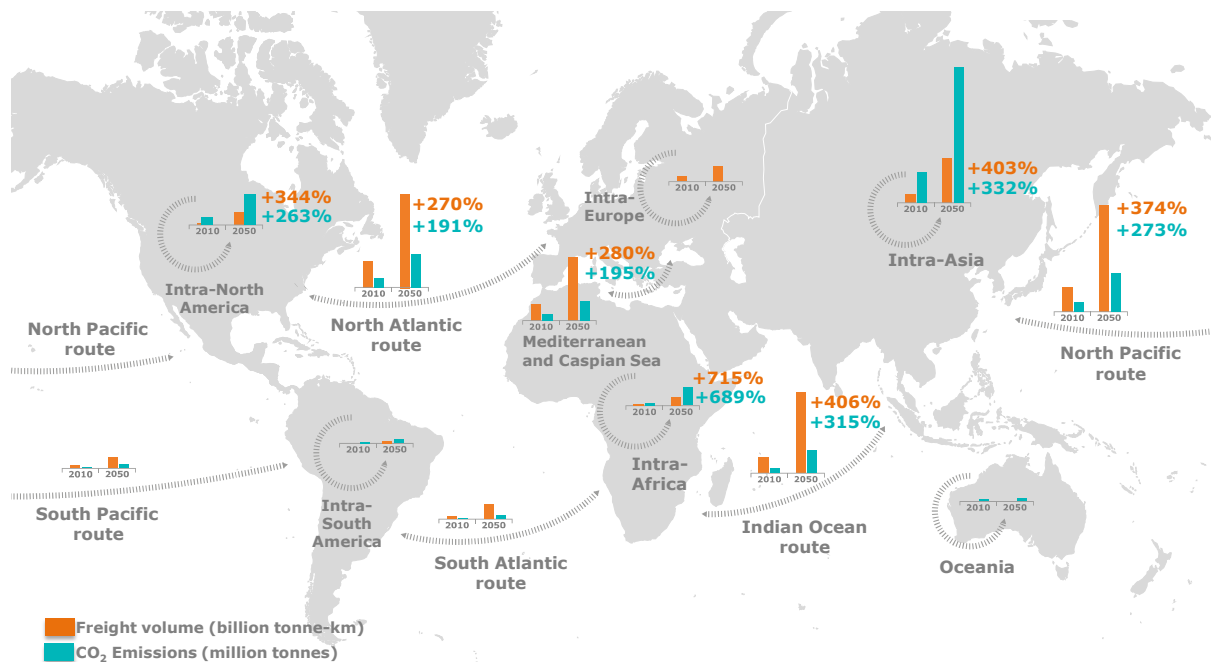 +344%
+263%
2010 2050
Intra-North
America
+270%
+191%
2010 2050
North Atlantic
route
Intra-
Europe
2010 2050
+280%
+195%
2010 2050
Mediterranean
and Caspian Sea
+403%
+332%
2010 2050
Intra-Asia
+374%
+273%
2010 2050
North Pacific
route
North Pacific
route
+715%
+689%
2010 2050
Intra-
Africa
+406%
+315%
2010 2050
Indian Ocean
route
2010 2050
South Pacific
route
2010 2050
Intra-
South
America
2010 2050
South Atlantic
route
2010 2050
Oceania
Freight volume (billion tonne-km)
CO₂ Emissions (million tonnes)